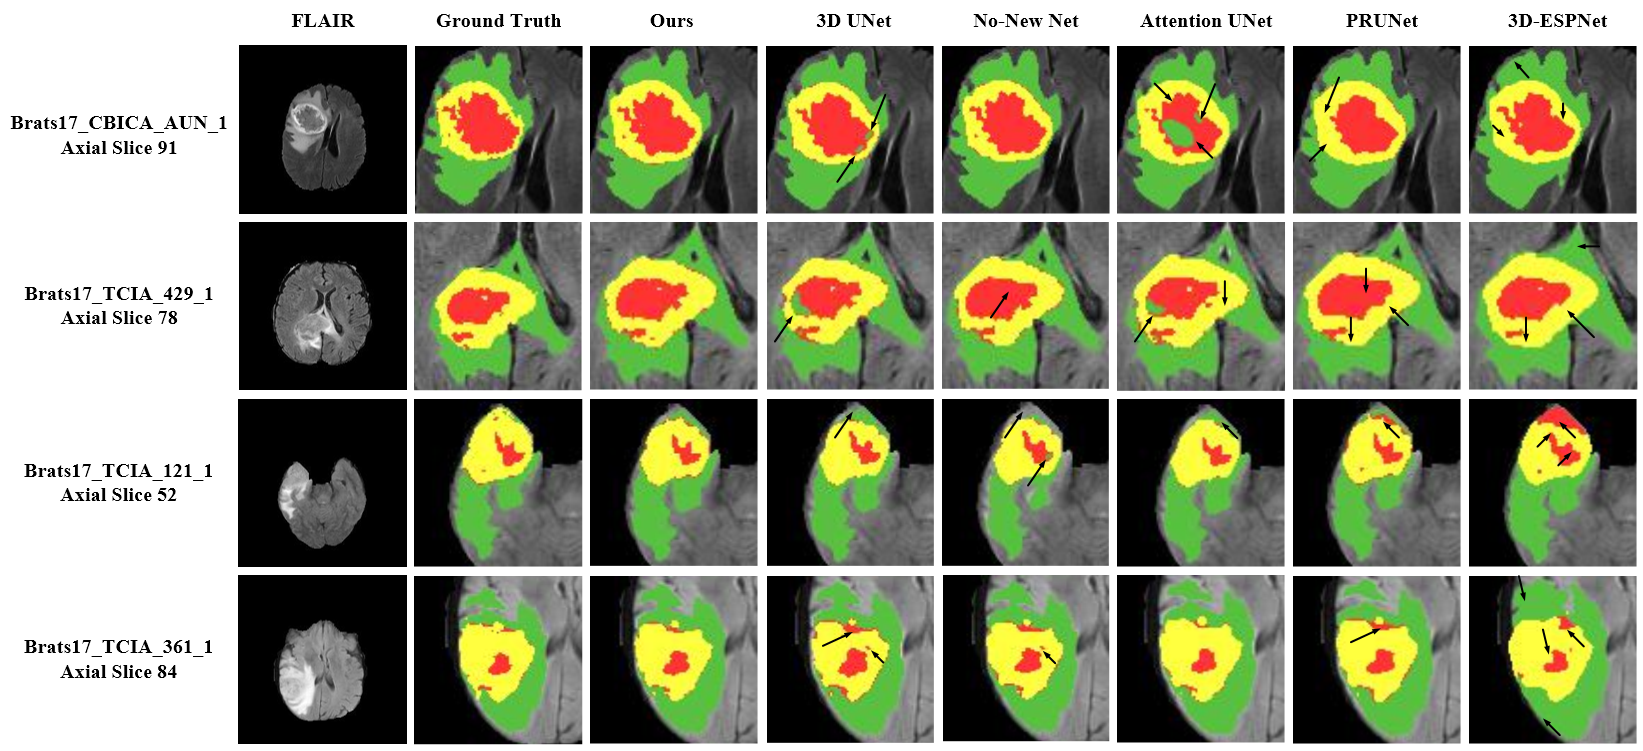 FLAIR Ground Truth Ours 3D UNet No-New Net Attention UNet PRUNet 3D-ESPNet
Brats17_CBICA_AUN_1
Axial Slice 91
Brats17_TCIA_429_1
Axial Slice 78
Brats17_TCIA_121_1
Axial Slice 52
Brats17_TCIA_361_1
Axial Slice 84